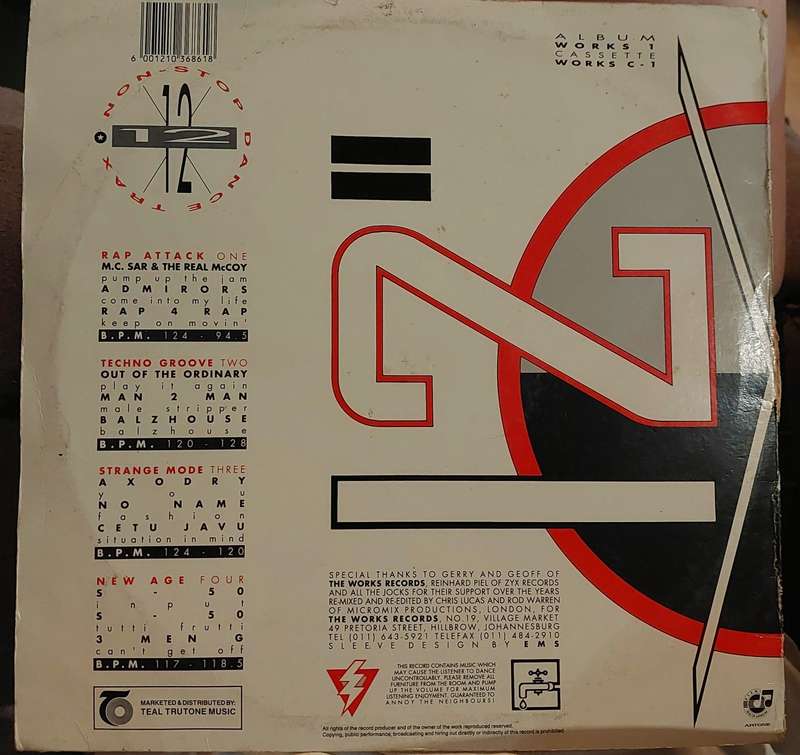 6 001210 368618
NON-STOP DANCE TRAX
12
12
ALBUM
WORKS 1
CASSETTE
WORKS C-1
12
RAP ATTACK ONE
M.C. SAR & THE REAL McCOY
pump up the jam
ADMIRORS
come into my life
RAP 4 RAP
keep on movin'
B.P.M. 124 - 94.5
TECHNO GROOVE TWO
OUT OF THE ORDINARY
play it again
MAN 2 MAN
male stripper
BALZHOUSE
balzhouse
B.P.M. 120 - 128
STRANGE MODE THREE
AXODRY
you
NO NAME
fashion
CETU JAVU
situation in mind
B.P.M. 124 - 120
NEW AGE FOUR
S - 50
input
S - 50
tutti frutti
3 MEN G
can't get off
B.P.M. 117 - 118.5
MARKETED & DISTRIBUTED BY:
TEAL TRUTONE MUSIC
SPECIAL THANKS TO GERRY AND GEOFF OF
THE WORKS RECORDS, REINHARD PIEL OF ZYX RECORDS
AND ALL THE JOCKS FOR THEIR SUPPORT OVER THE YEARS
RE-MIXED AND RE-EDITED BY CHRIS LUCAS AND ROD WARREN
OF MICROMIX PRODUCTIONS, LONDON, FOR
THE WORKS RECORDS, NO.19, VILLAGE MARKET
49 PRETORIA STREET, HILLBROW, JOHANNESBURG
TEL (011) 643-5921 TELEFAX (011) 484-2910
SLEEVE DESIGN BY EMS
THIS RECORD CONTAINS MUSIC WHICH
MAY CAUSE THE LISTENER TO DANCE
UNCONTROLLABLY. PLEASE REMOVE ALL
FURNITURE FROM THE ROOM AND PUMP
UP THE VOLUME FOR MAXIMUM
LISTENING ENJOYMENT. GUARANTEED TO
ANNOY THE NEIGHBOURS!
All rights of the record producer and of the owner of the work reproduced reserved.
Copying, public performance, broadcasting and hiring out directly or indirectly of this record is prohibited
ARTONE